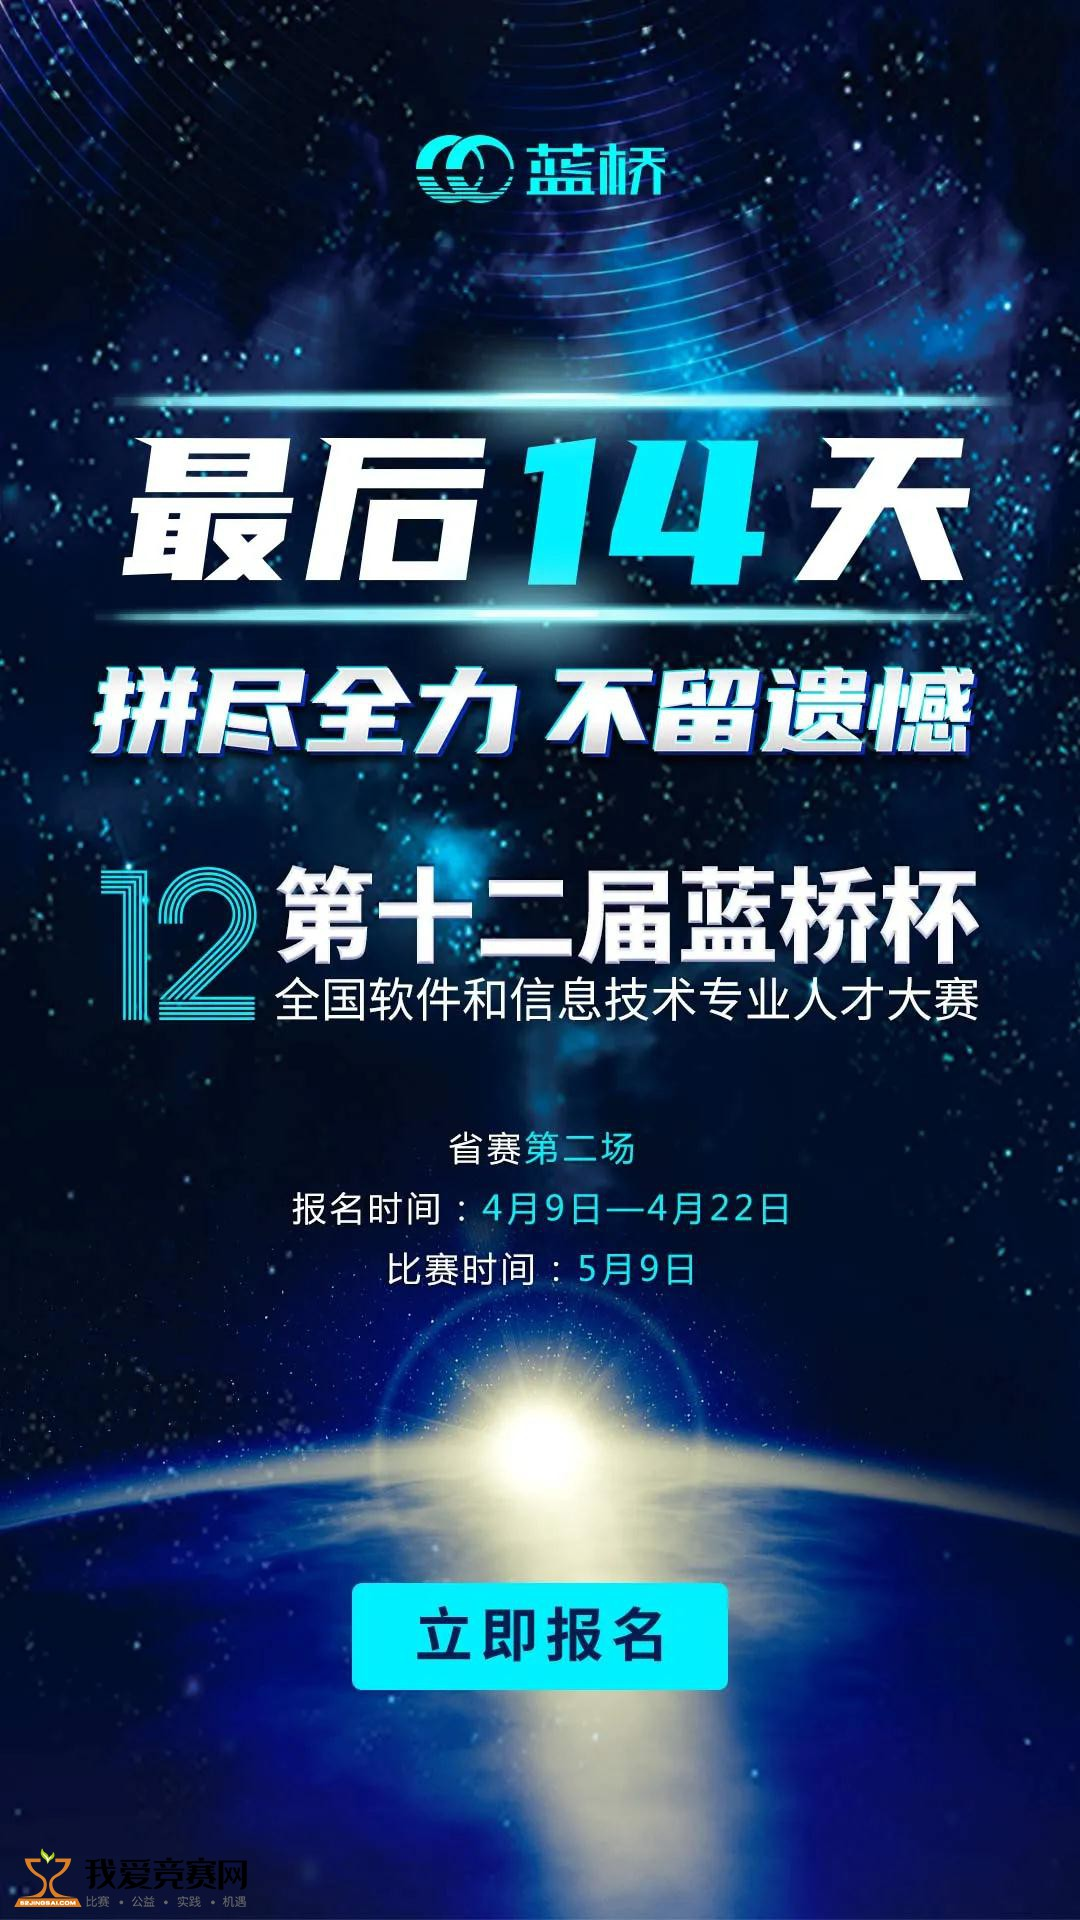 蓝桥
最后14天
拼尽全力 不留遗憾
12 第十二届蓝桥杯
全国软件和信息技术专业人才大赛
省赛第二场
报名时间：4月9日—4月22日
比赛时间：5月9日
立即报名
我爱竞赛网
52JINGSAI.COM
比赛 • 公益 • 实践 • 机遇